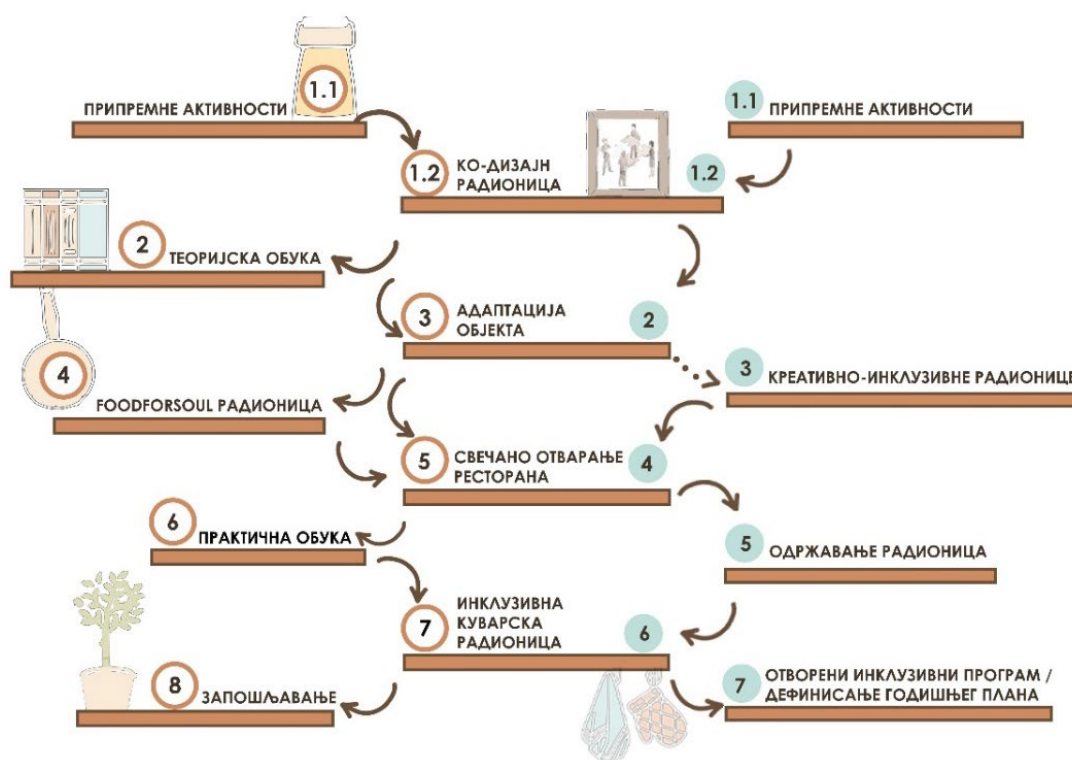 1.1
ПРИПРЕМНЕ АКТИВНОСТИ
1.1
ПРИПРЕМНЕ АКТИВНОСТИ
1.2
КО-ДИЗАЈН
РАДИОНИЦА
1.2
2
ТЕОРИЈСКА ОБУКА
3
АДАПТАЦИЈА
ОБЈЕКТА
2
4
FOODFORSOUL РАДИОНИЦА
3
КРЕАТИВНО-ИНКЛУЗИВНЕ РАДИОНИЦЕ
5
СВЕЧАНО ОТВАРАЊЕ
РЕСТОРАНА
4
6
ПРАКТИЧНА ОБУКА
5
ОДРЖАВАЊЕ РАДИОНИЦА
7
ИНКЛУЗИВНА
КУВАРСКА
РАДИОНИЦА
6
8
ЗАПОШЉАВАЊЕ
7
ОТВОРЕНИ ИНКЛУЗИВНИ ПРОГРАМ /
ДЕФИНИСАЊЕ ГОДИШЊЕГ ПЛАНА